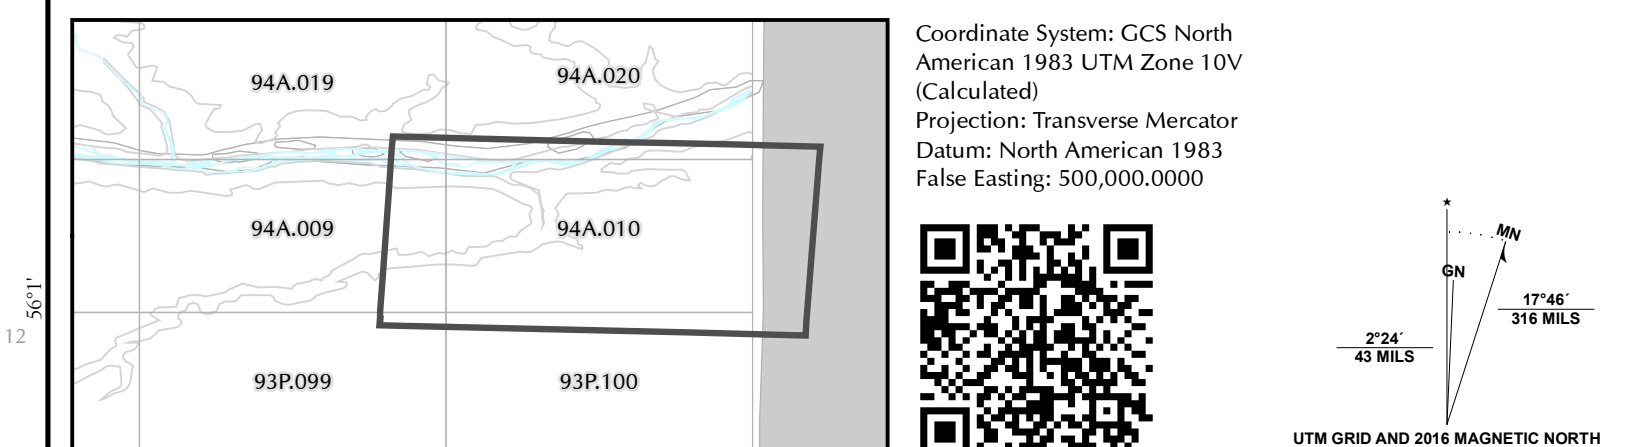 94A.019
94A.020
94A.009
94A.010
93P.099
93P.100
56°1'
12
Coordinate System: GCS North
American 1983 UTM Zone 10V
(Calculated)
Projection: Transverse Mercator
Datum: North American 1983
False Easting: 500,000.0000
MN
GN
17°46´
316 MILS
2°24´
43 MILS
UTM GRID AND 2016 MAGNETIC NORTH